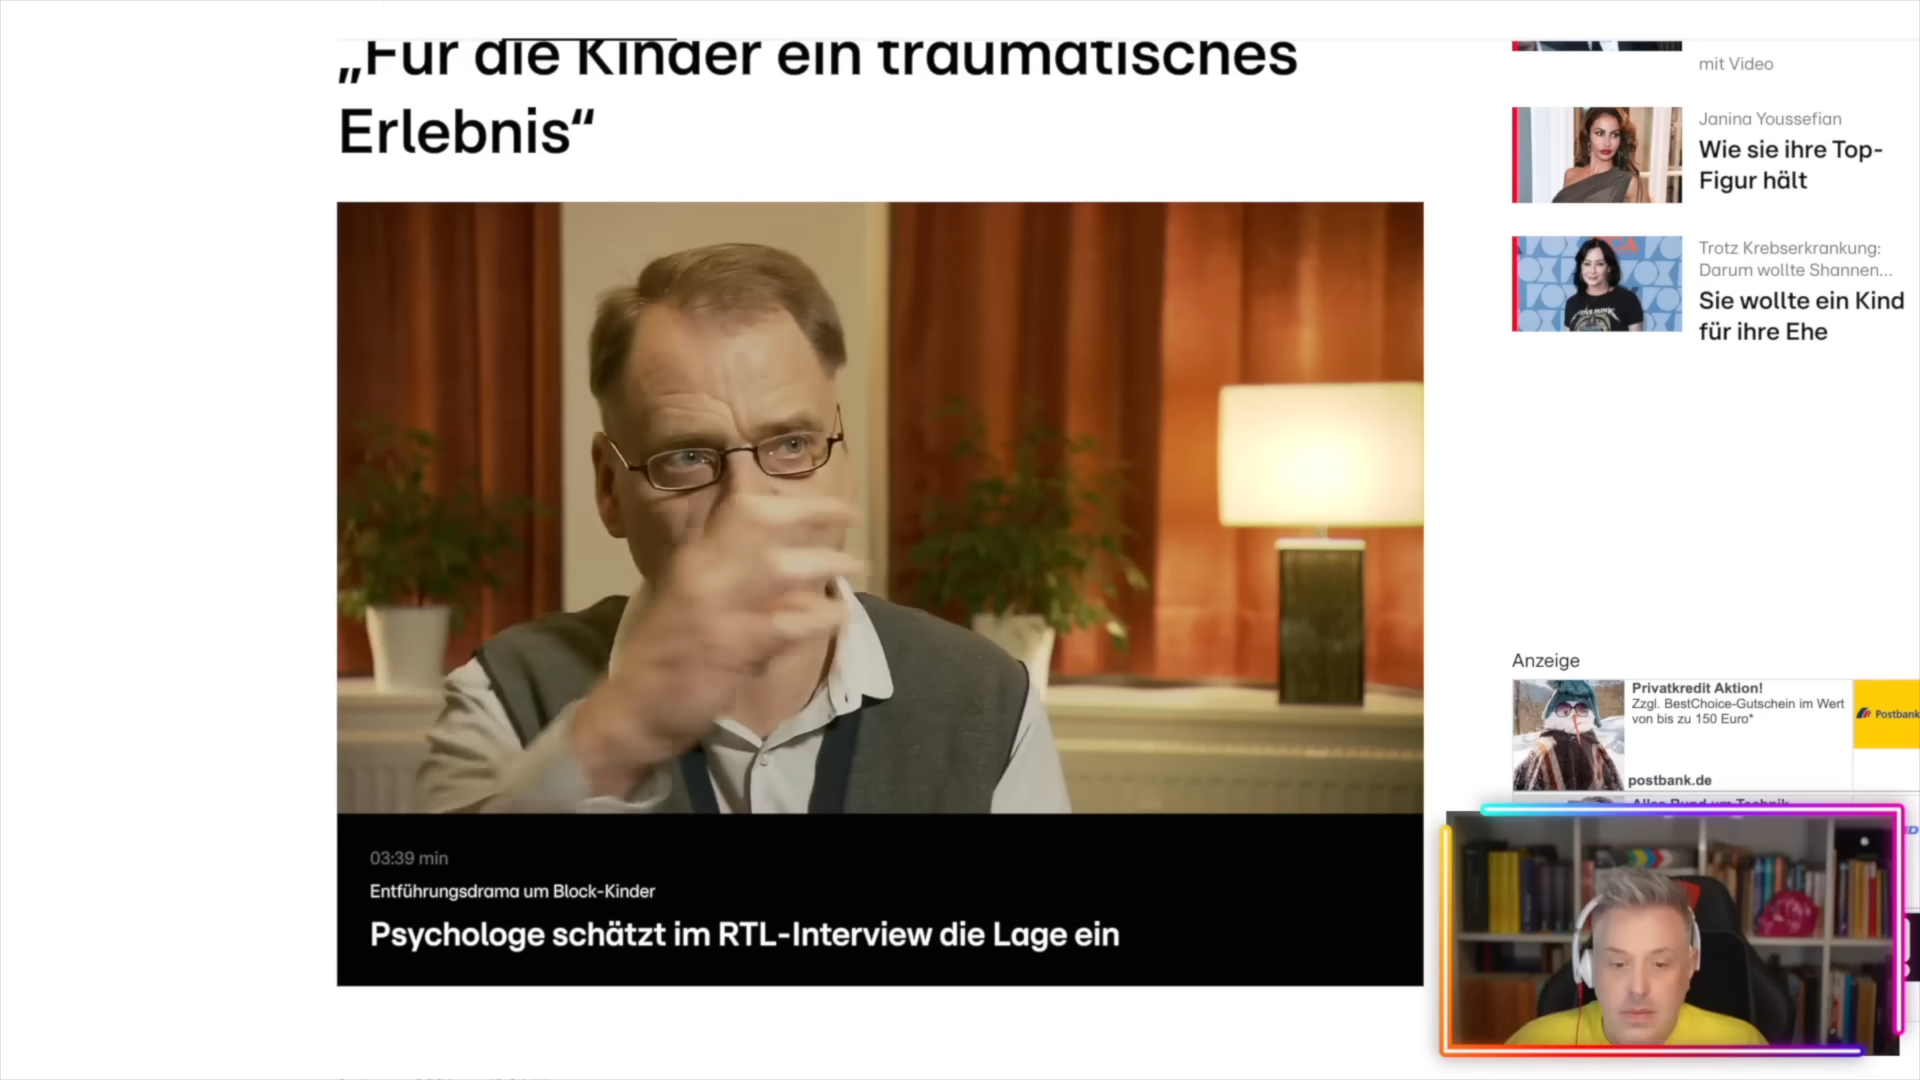 „Für die Kinder ein traumatisches
Erlebnis“
03:39 min
Entführungsdrama um Block-Kinder
Psychologe schätzt im RTL-Interview die Lage ein
mit Video
Janina Youssefian
Wie sie ihre Top-
Figur hält
Trotz Krebserkrankung:
Darum wollte Shannen...
Sie wollte ein Kind
für ihre Ehe
Anzeige
Privatkredit Aktion!
Zzgl. BestChoice-Gutschein im Wert
von bis zu 150 Euro*
postbank.de
Postbank